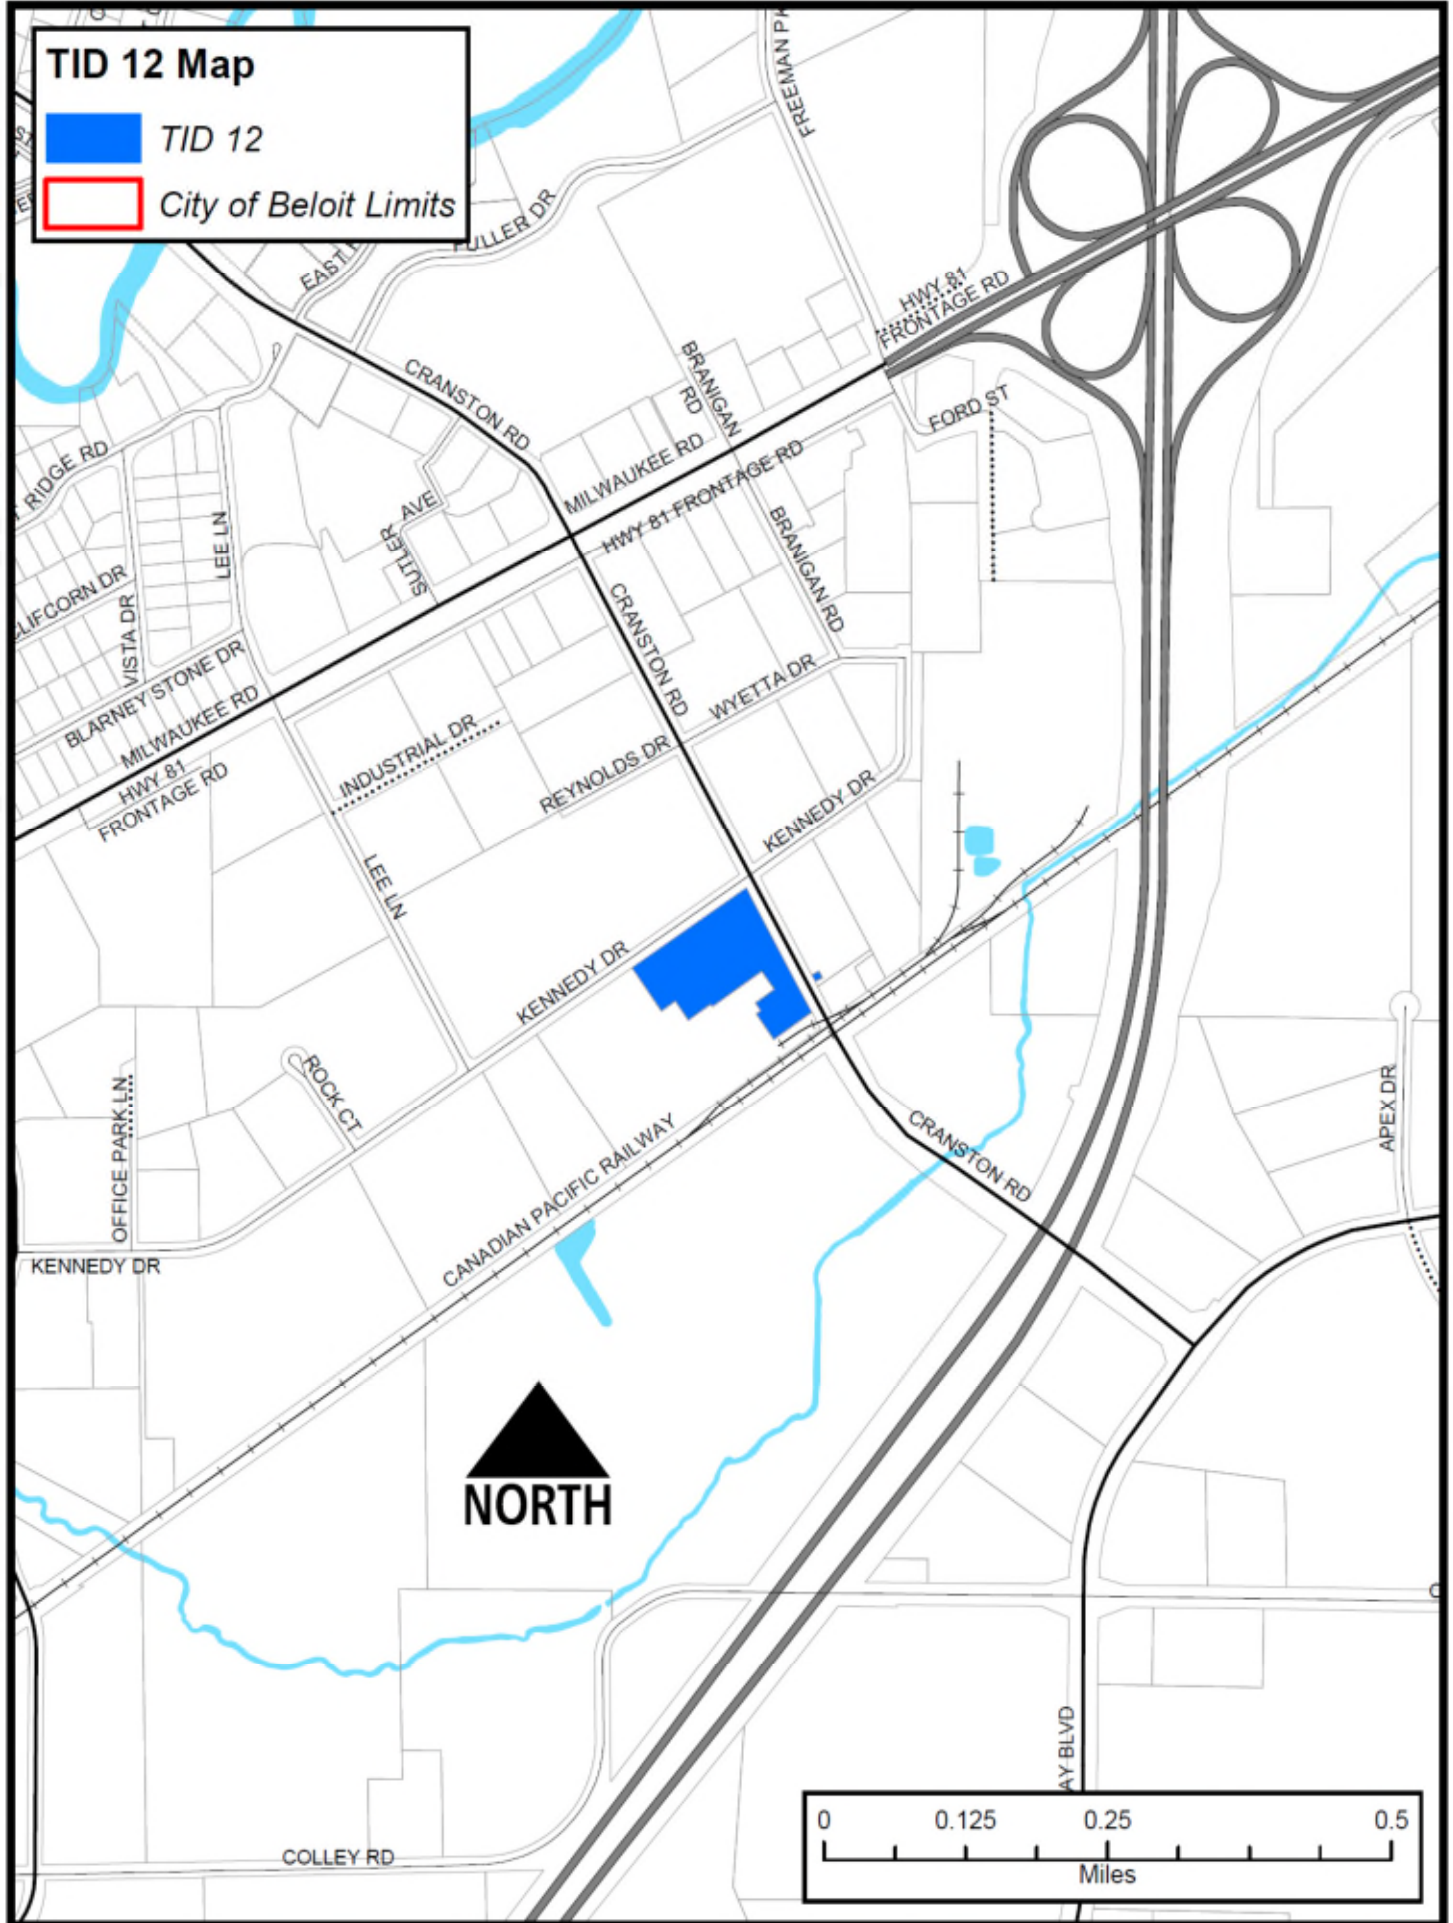 TID 12 Map
TID 12
City of Beloit Limits
FREEMAN PK
EAST
FULLER DR
HWY 81
FRONTAGE RD
CRANSTON RD
BRANIGAN
RD
FORD ST
MILWAUKEE RD
HWY 81 FRONTAGE RD
T RIDGE RD
LEE LN
SUTLER AVE
BRANIGAN RD
CLIFCORN DR
VISTA DR
CRANSTON RD
BLARNEY STONE DR
WYETTA DR
MILWAUKEE RD
HWY 81
FRONTAGE RD
INDUSTRIAL DR
REYNOLDS DR
KENNEDY DR
LEE LN
KENNEDY DR
ROCK CT
OFFICE PARK LN
CANADIAN PACIFIC RAILWAY
CRANSTON RD
APEX DR
KENNEDY DR
NORTH
AY BLVD
COLLEY RD
0 0.125 0.25 0.5
Miles